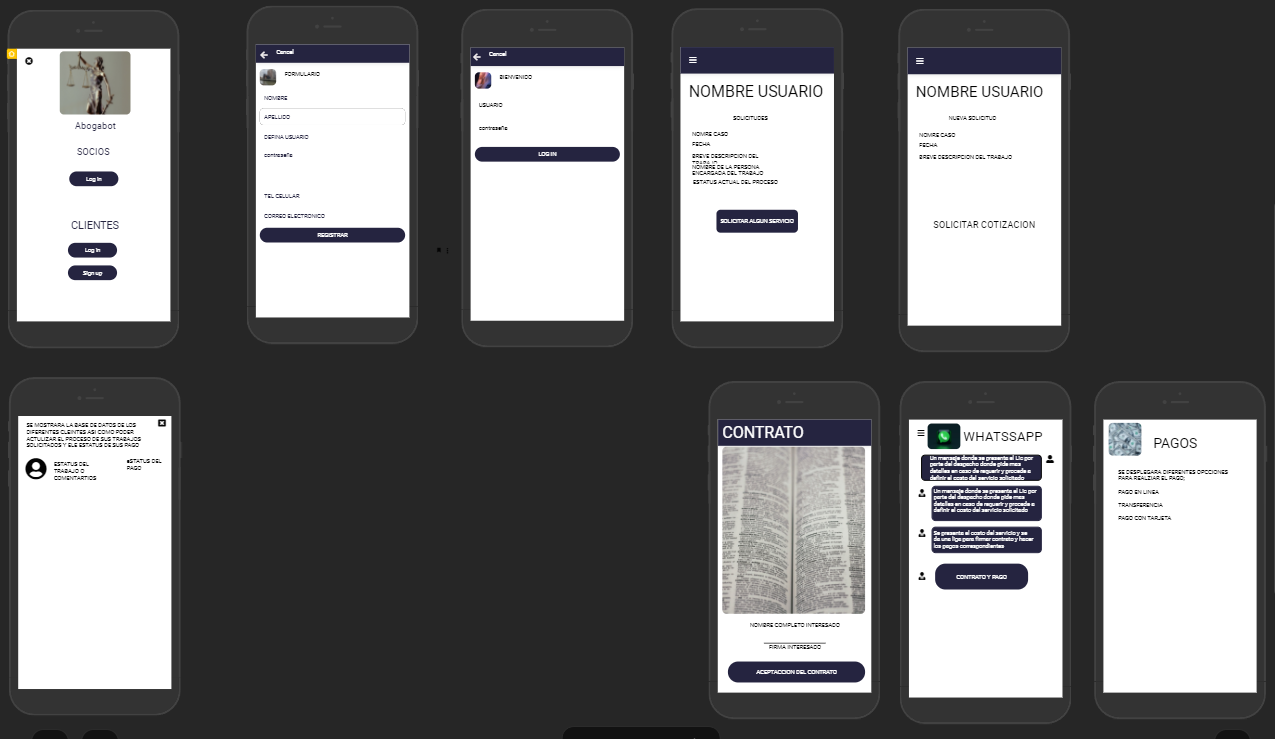 Abogabot
SOCIOS
Log in
CLIENTES
Log in
Sign up
Cancel
FORMULARIO
NOMBRE
APELLIDO
DEFINA USUARIO
contraseña
TEL CELULAR
CORREO ELECTRONICO
REGISTRAR
Cancel
BIENVENIDO
USUARIO
contraseña
LOG IN
NOMBRE USUARIO
SOLICITUDES
NOMRE CASO
FECHA
BREVE DESCRIPCION DEL
TRABAJO
NOMBRE DE LA PERSONA
ENCARGADA DEL TRABAJO
ESTATUS ACTUAL DEL PROCESO
SOLICITAR ALGUN SERVICIO
NOMBRE USUARIO
NUEVA SOLICITUD
NOMRE CASO
FECHA
BREVE DESCRIPCION DEL TRABAJO
SOLICITAR COTIZACION
SE MOSTRARA LA BASE DE DATOS DE LOS
DIFERENTES CLEINTES ASI COMO PODER
ACTULIZAR EL PROCESO DE SUS TRABAJOS
SOLICITADOS Y ELE ESTATUS DE SUS PAGO
ESTATUS DEL
TRABAJO O
COMENTARTIOS
eSTATUS DEL
PAGO
CONTRATO
NOMBRE COMPLETO INTERESADO
FIRMA INTERESADO
ACEPTACCION DEL CONTRATO
WHATSSAPP
Un mensaje donde se presenta el Lic por
parte del despacho donde pide mas
detalles en caso de requerir y procede a
definir el costo del servicio solicitado
Un mensaje donde se presenta el Lic por
parte del despacho donde pide mas
detalles en caso de requerir y procede a
definir el costo del servicio solicitado
Se presenta el costo del servicio y se
da una liga para firmar contrato y hacer
los pagos correspondientes
CONTRATO Y PAGO
PAGOS
SE DESPLEGARA DIFERENTES OPCCIONES
PARA REALZIAR EL PAGO;
PAGO EN LINEA
TRANSFERENCIA
PAGO CON TARJETA